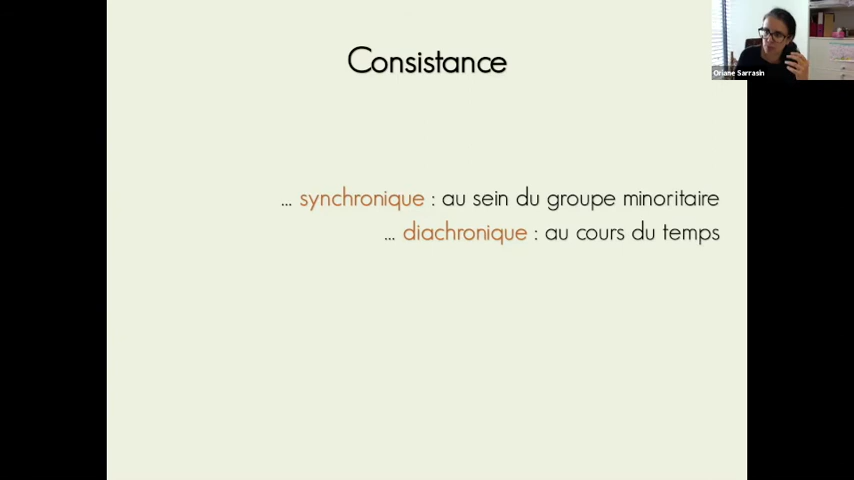 Consistance
Oriane Sarrasin
... synchronique : au sein du groupe minoritaire
... diachronique : au cours du temps